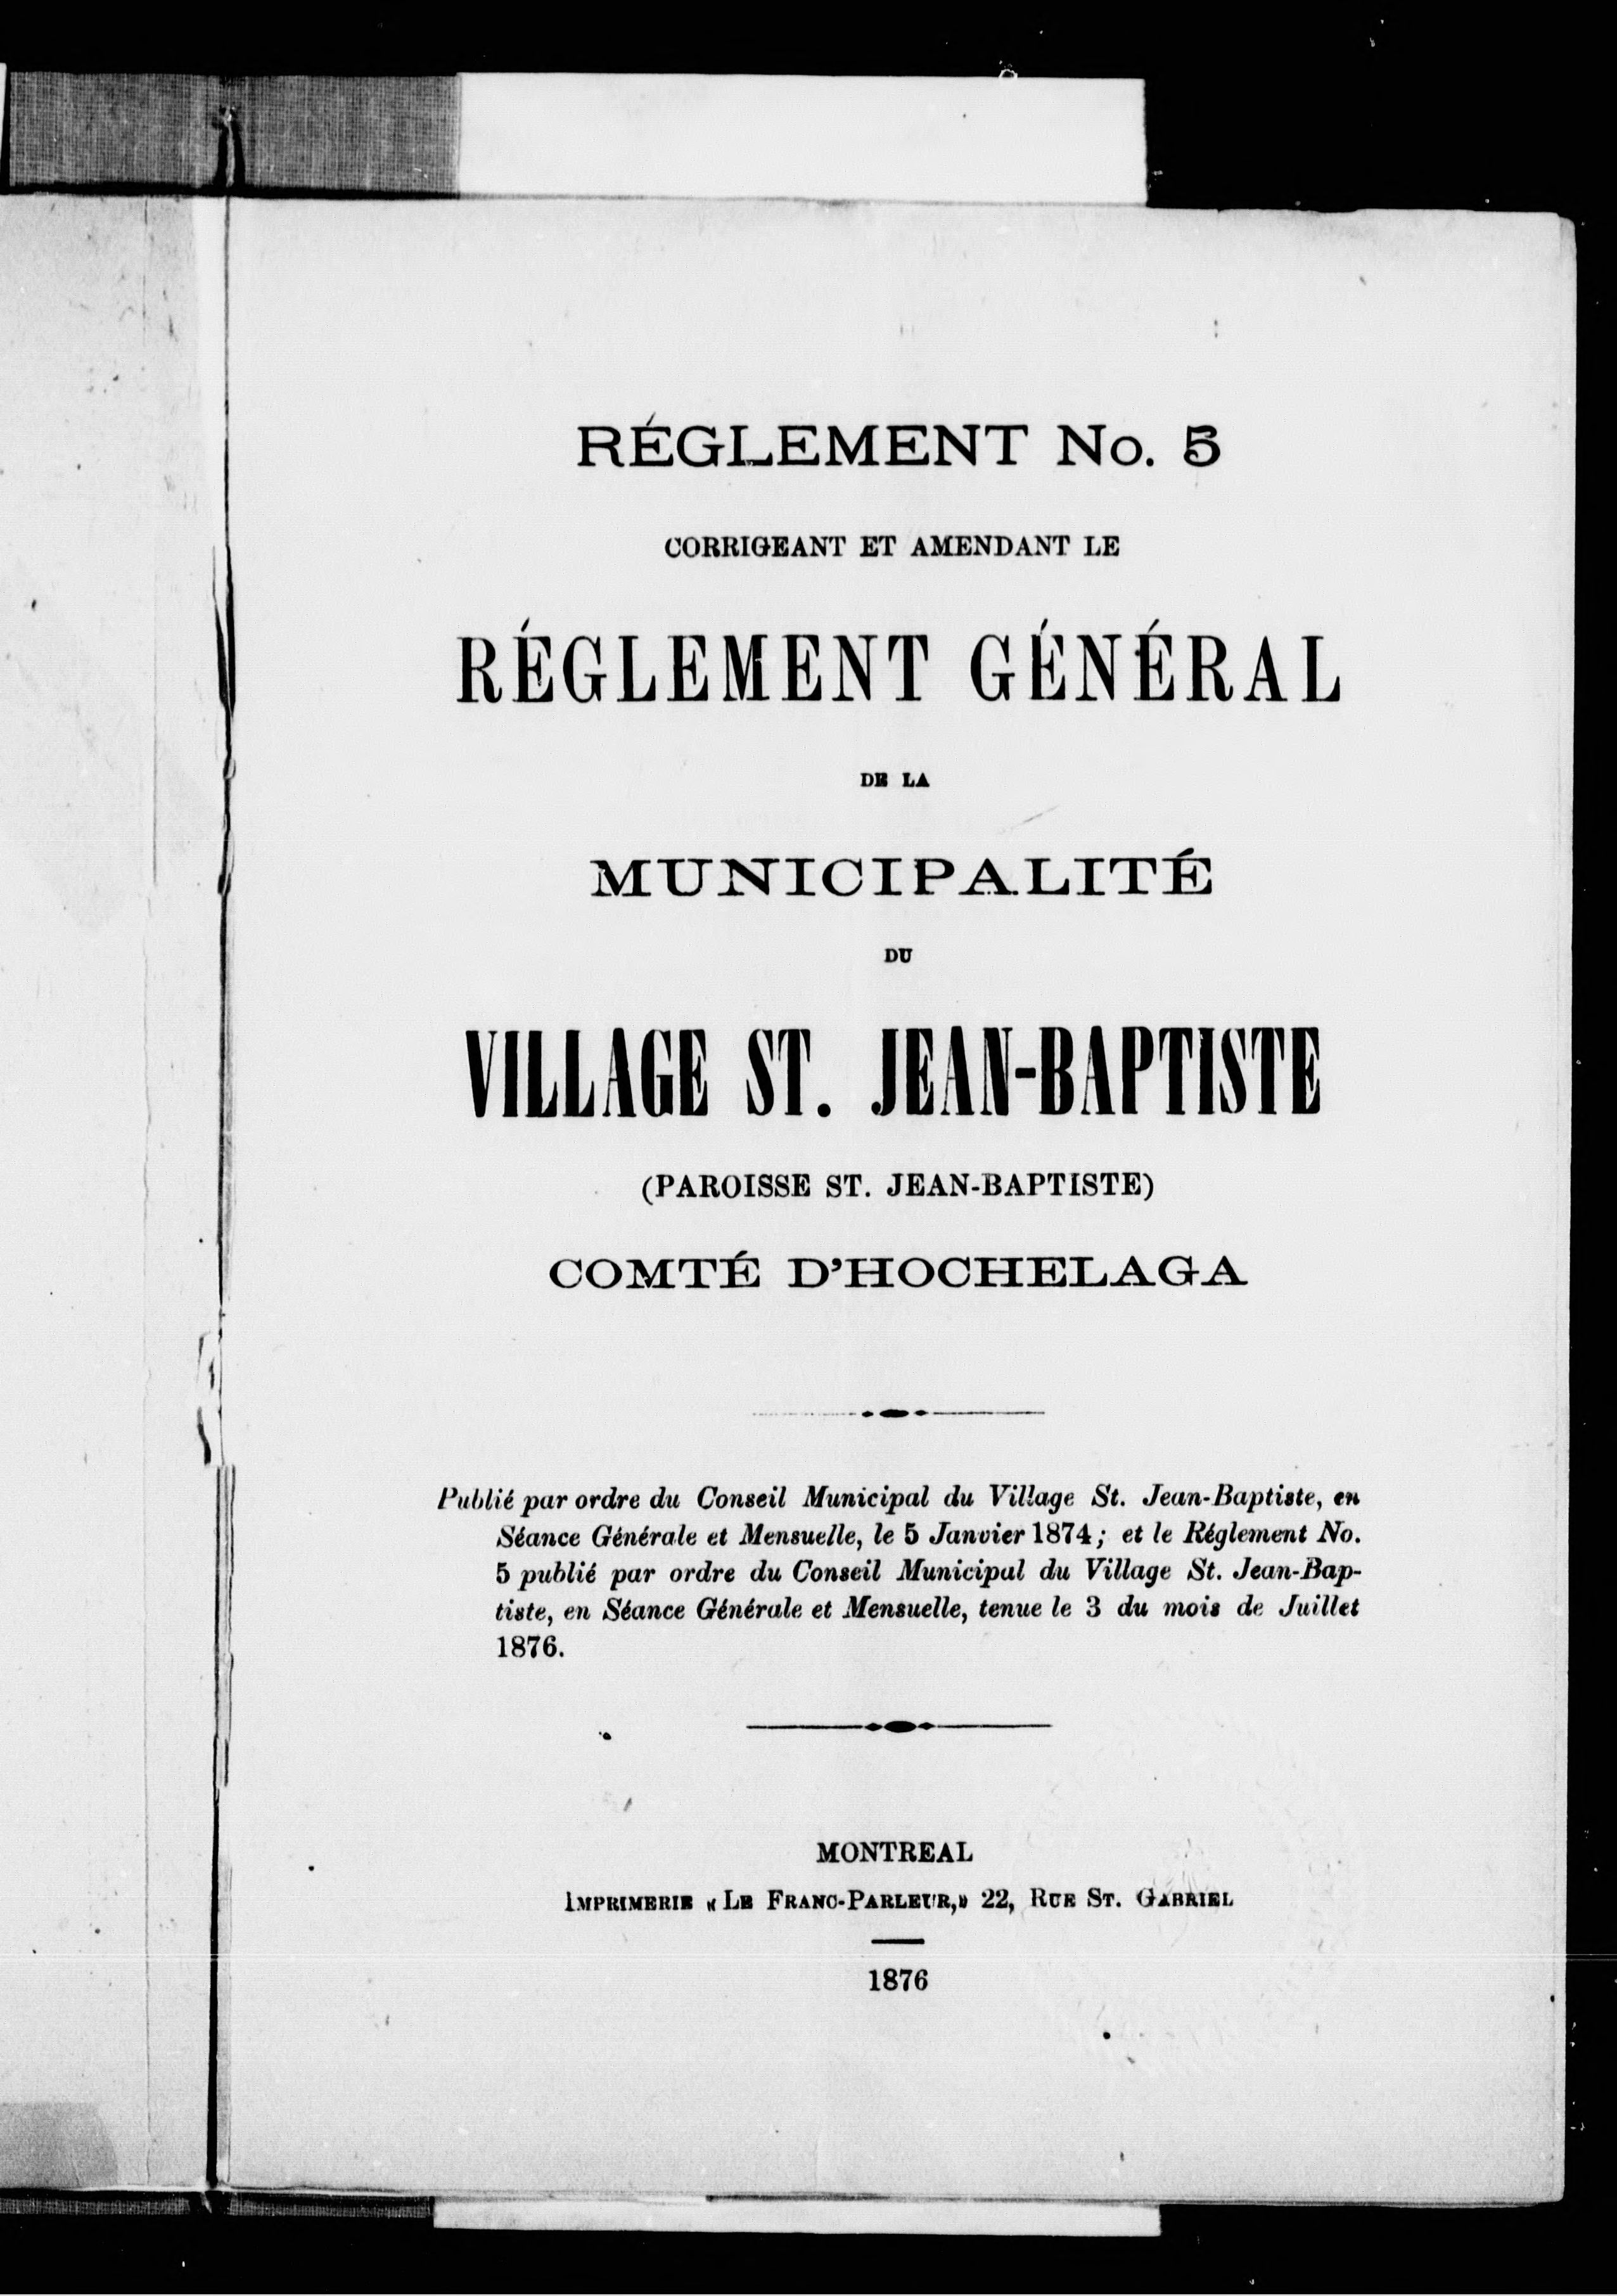 RÉGLEMENT No. 5
CORRIGEANT ET AMENDANT LE
RÉGLEMENT GÉNÉRAL
DE LA
MUNICIPALITÉ
DU
VILLAGE ST. JEAN-BAPTISTE
(PAROISSE ST. JEAN-BAPTISTE)
COMTÉ D'HOCHELAGA
Publié par ordre du Conseil Municipal du Village St. Jean-Baptiste, en
Séance Générale et Mensuelle, le 5 Janvier 1874; et le Réglement No.
5 publié par ordre du Conseil Municipal du Village St. Jean-Bap-
tiste, en Séance Générale et Mensuelle, tenue le 3 du mois de Juillet
1876.
MONTREAL
IMPRIMERIE « LE FRANC-PARLEUR,» 22, RUE ST. GABRIEL
1876